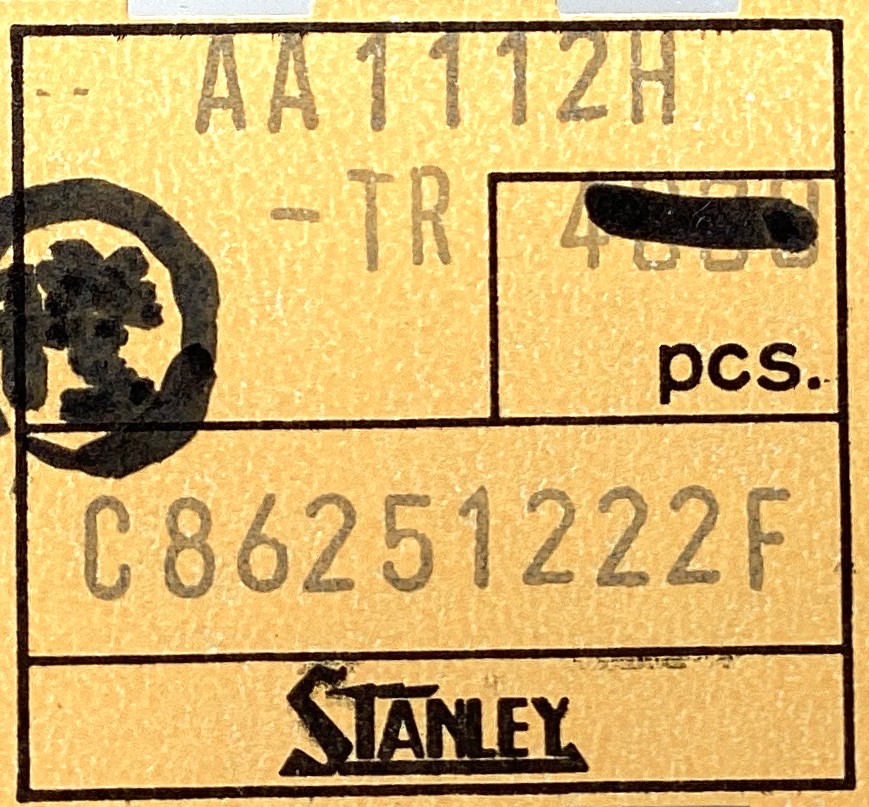 AA1112H
-TR
pcs.
C86251222F
STANLEY